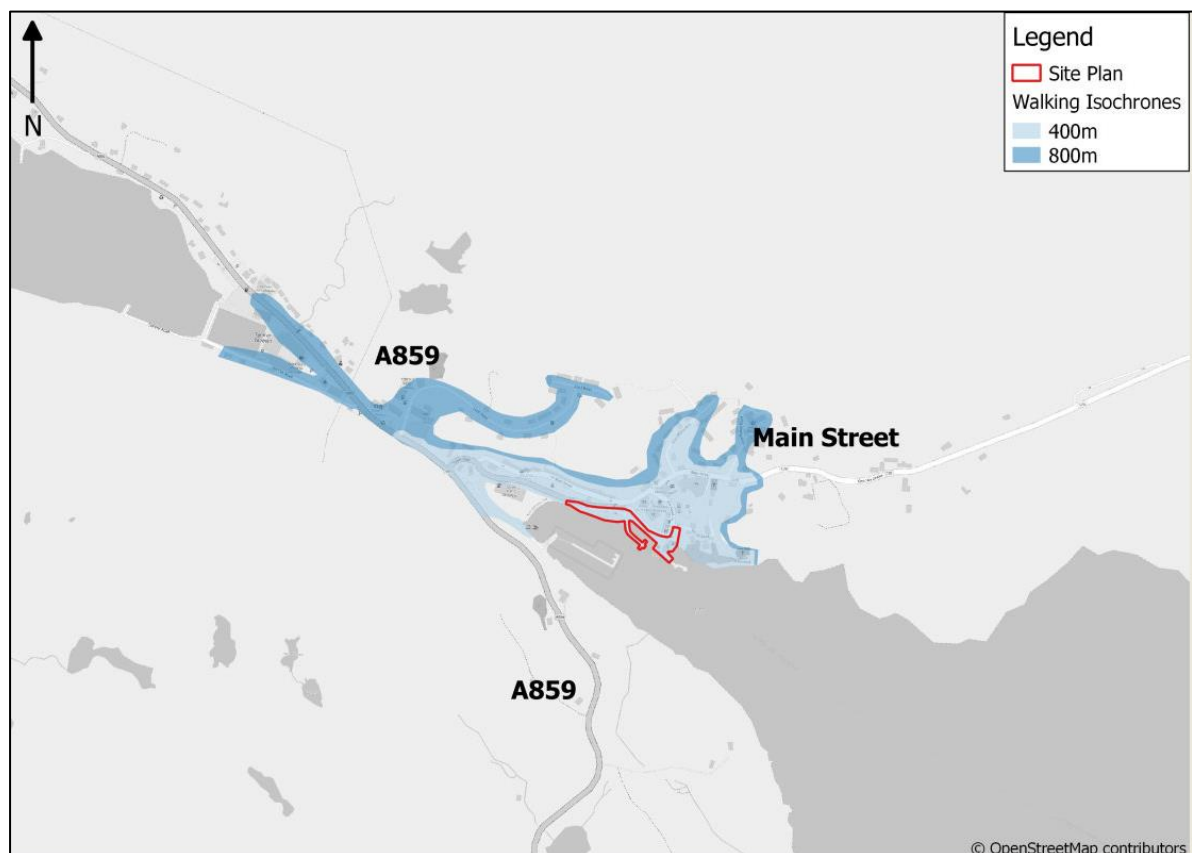 N
Legend
Site Plan
Walking Isochrones
400m
800m
A859
Main Street
A859
© OpenStreetMap contributors